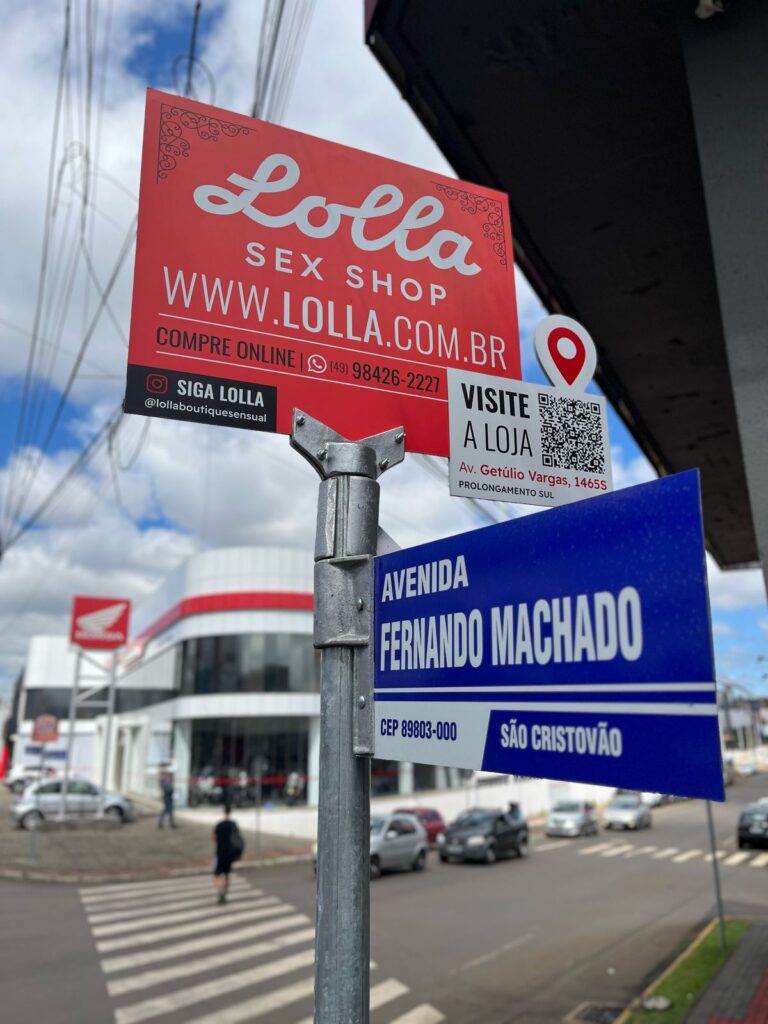 Lolla
SEX SHOP
WWW.LOLLA.COM.BR
COMPRE ONLINE | (49) 98426-2227
SIGA LOLLA
@lollaboutiquesensual
VISITE
A LOJA
Av. Getúlio Vargas, 1465S
PROLONGAMENTO SUL
AVENIDA
FERNANDO MACHADO
CEP 89803-000
SÃO CRISTOVÃO
HONDA